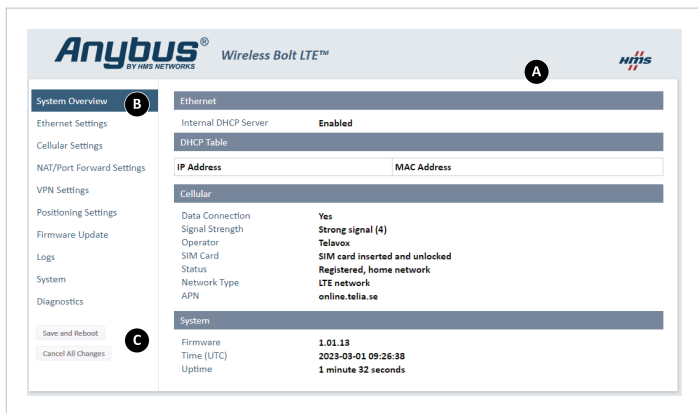 Anybus®
BY HMS NETWORKS
Wireless Bolt LTE™
A
HMS
System Overview
B
Ethernet Settings
Cellular Settings
NAT/Port Forward Settings
VPN Settings
Positioning Settings
Firmware Update
Logs
System
Diagnostics
Save and Reboot
C
Cancel All Changes
Ethernet
Internal DHCP Server Enabled
DHCP Table
IP Address MAC Address
Cellular
Data Connection Yes
Signal Strength Strong signal (4)
Operator Telavox
SIM Card SIM card inserted and unlocked
Status Registered, home network
Network Type LTE network
APN online.telia.se
System
Firmware 1.01.13
Time (UTC) 2023-03-01 09:26:38
Uptime 1 minute 32 seconds